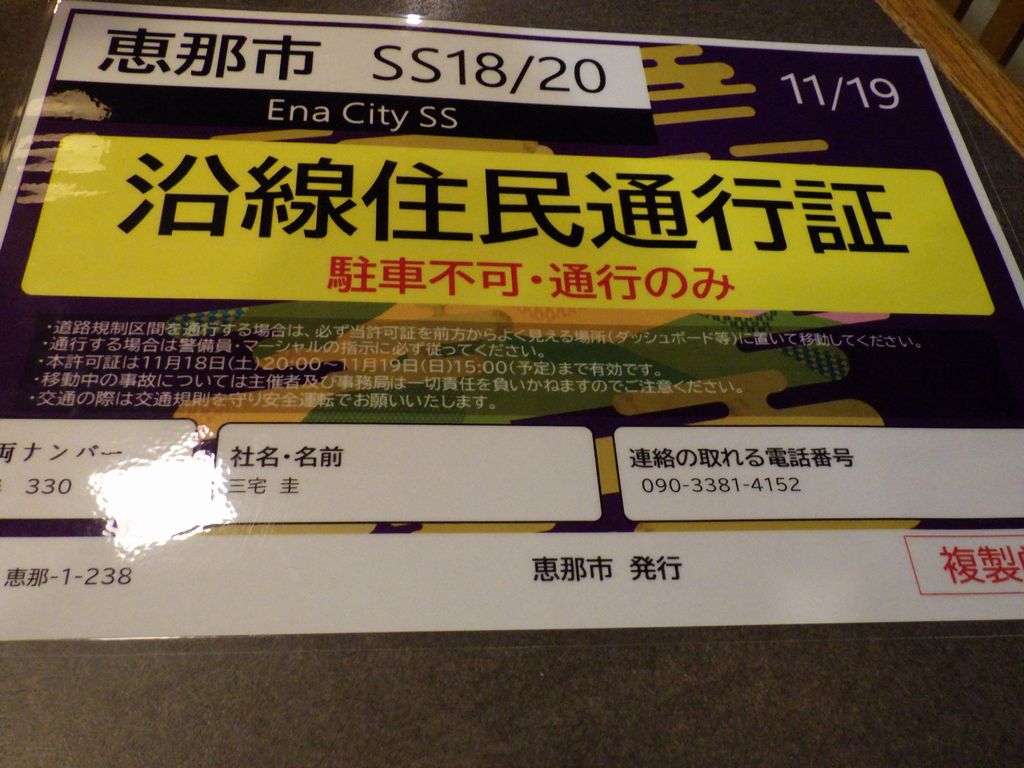 恵那市 SS18/20
11/19
Ena City SS
沿線住民通行証
駐車不可・通行のみ
・道路規制区間を通行する場合は、必ず当許可証を前方からよく見える場所(ダッシュボード等)に置いて移動してください。
・通行する場合は警備員・マーシャルの指示に必ず従ってください。
・本許可証は11月18日(土)20:00～11月19日(日)15:00(予定)まで有効です。
・移動中の事故については主催者及び事務局は一切責任を負いかねますのでご注意ください。
・交通の際は交通規則を守り安全運転でお願いいたします。
両ナンバー
330
社名・名前
三宅 圭
連絡の取れる電話番号
090-3381-4152
恵那-1-238
恵那市 発行
複製